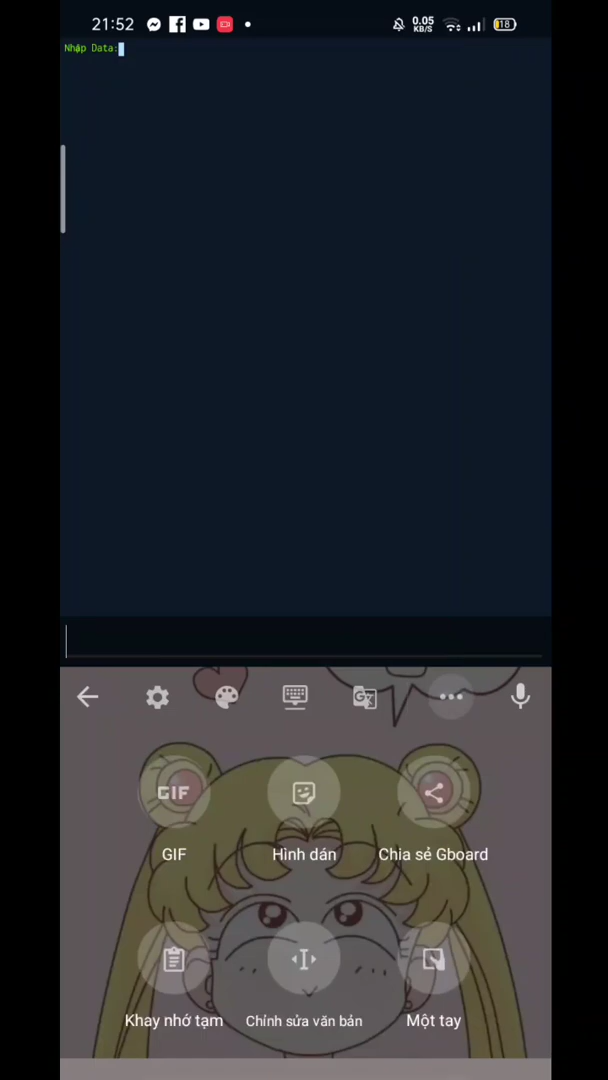 21:52
0.05
KB/S
18
Nhập Data:
GIF
GIF
Hình dán
Chia sẻ Gboard
Khay nhớ tạm
Chỉnh sửa văn bản
Một tay